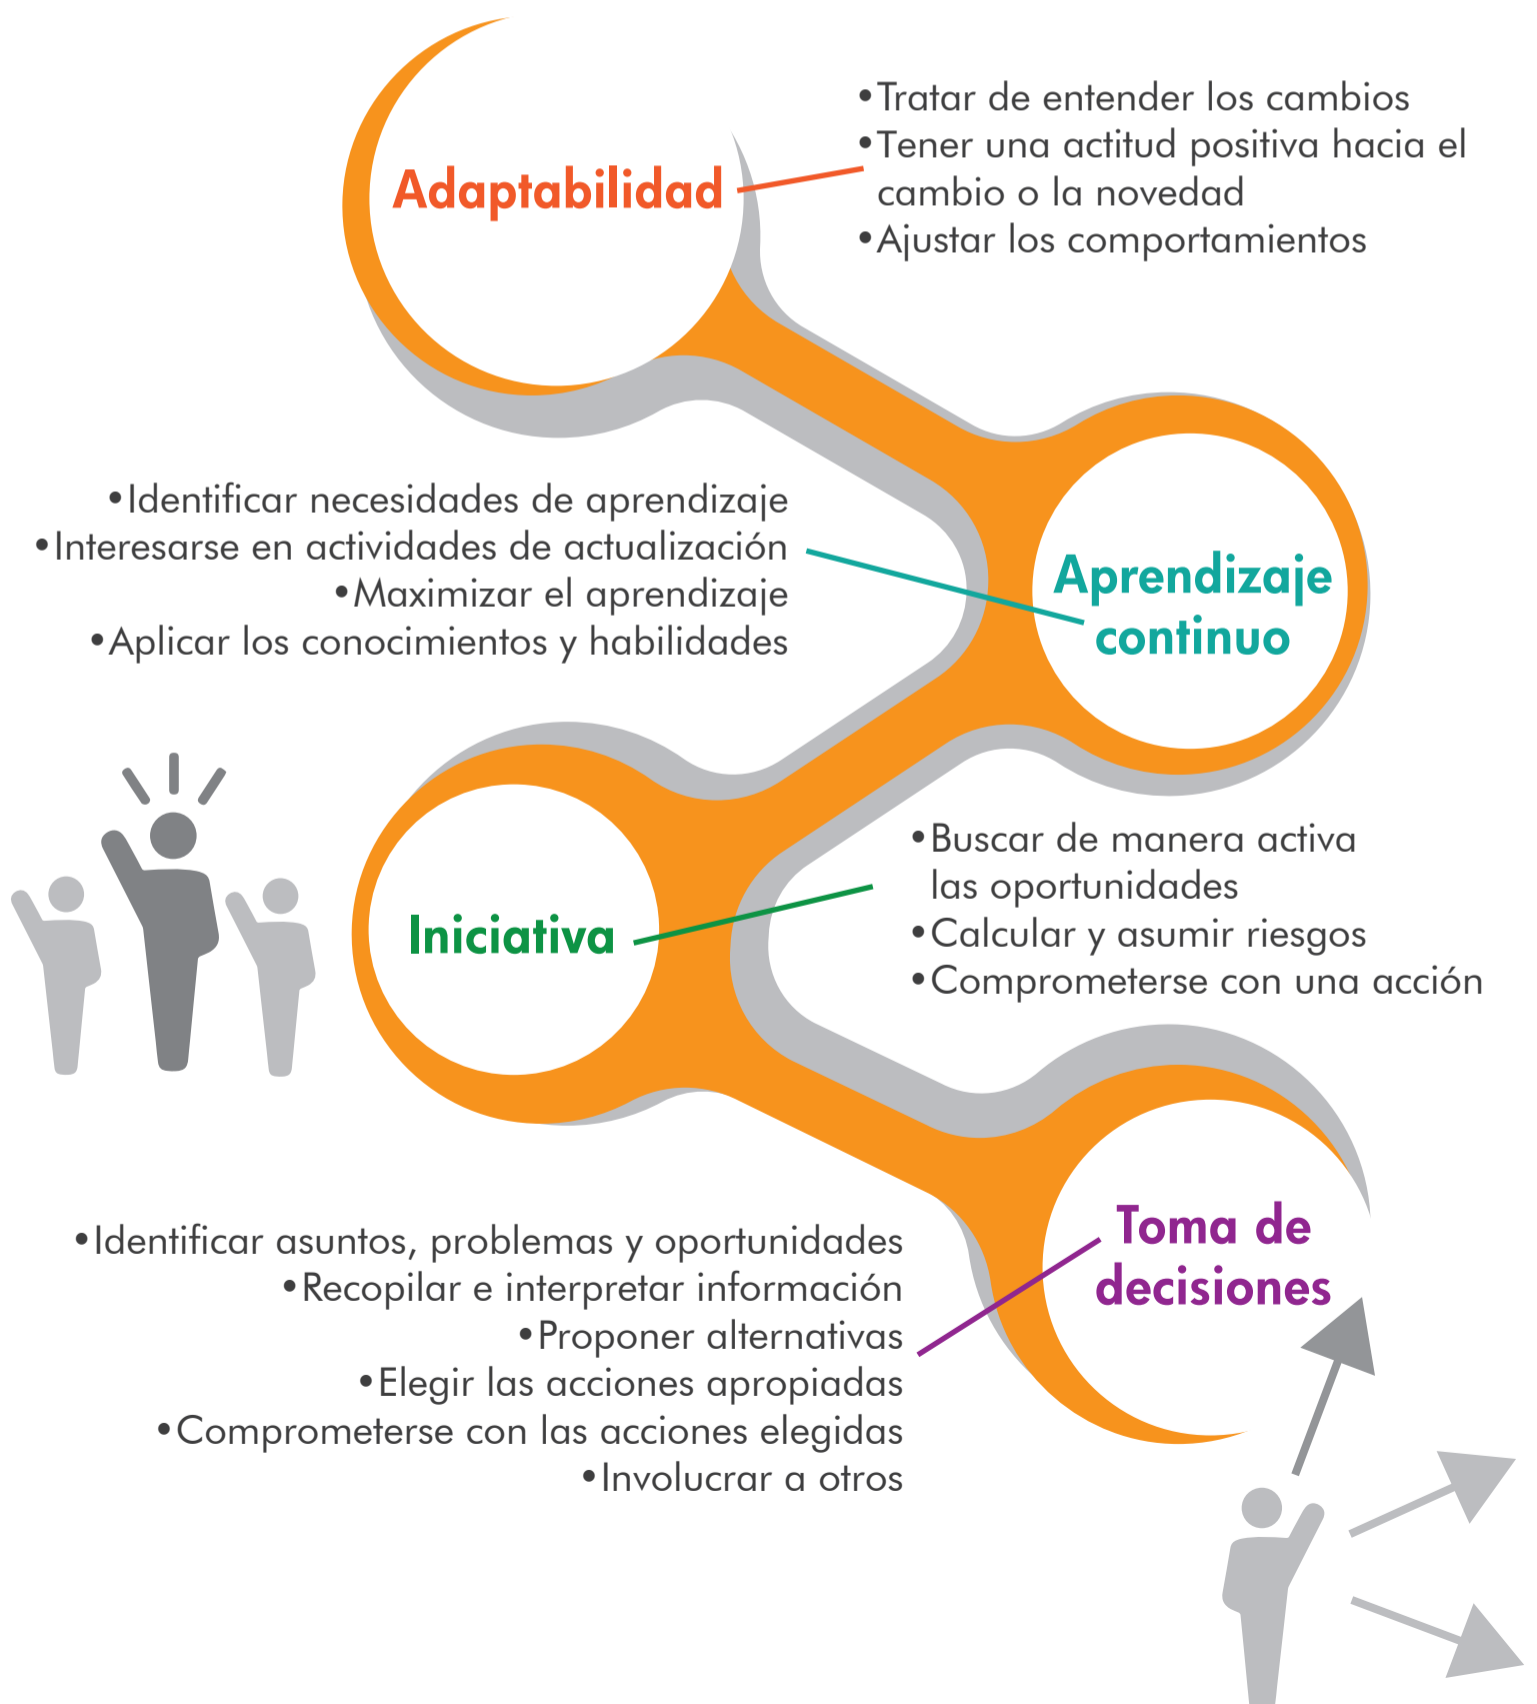 Adaptabilidad
•Tratar de entender los cambios
•Tener una actitud positiva hacia el
cambio o la novedad
•Ajustar los comportamientos
•Identificar necesidades de aprendizaje
•Interesarse en actividades de actualización
•Maximizar el aprendizaje
•Aplicar los conocimientos y habilidades
Aprendizaje
continuo
Iniciativa
•Buscar de manera activa
las oportunidades
•Calcular y asumir riesgos
•Comprometerse con una acción
•Identificar asuntos, problemas y oportunidades
•Recopilar e interpretar información
•Proponer alternativas
•Elegir las acciones apropiadas
•Comprometerse con las acciones elegidas
•Involucrar a otros
Toma de
decisiones